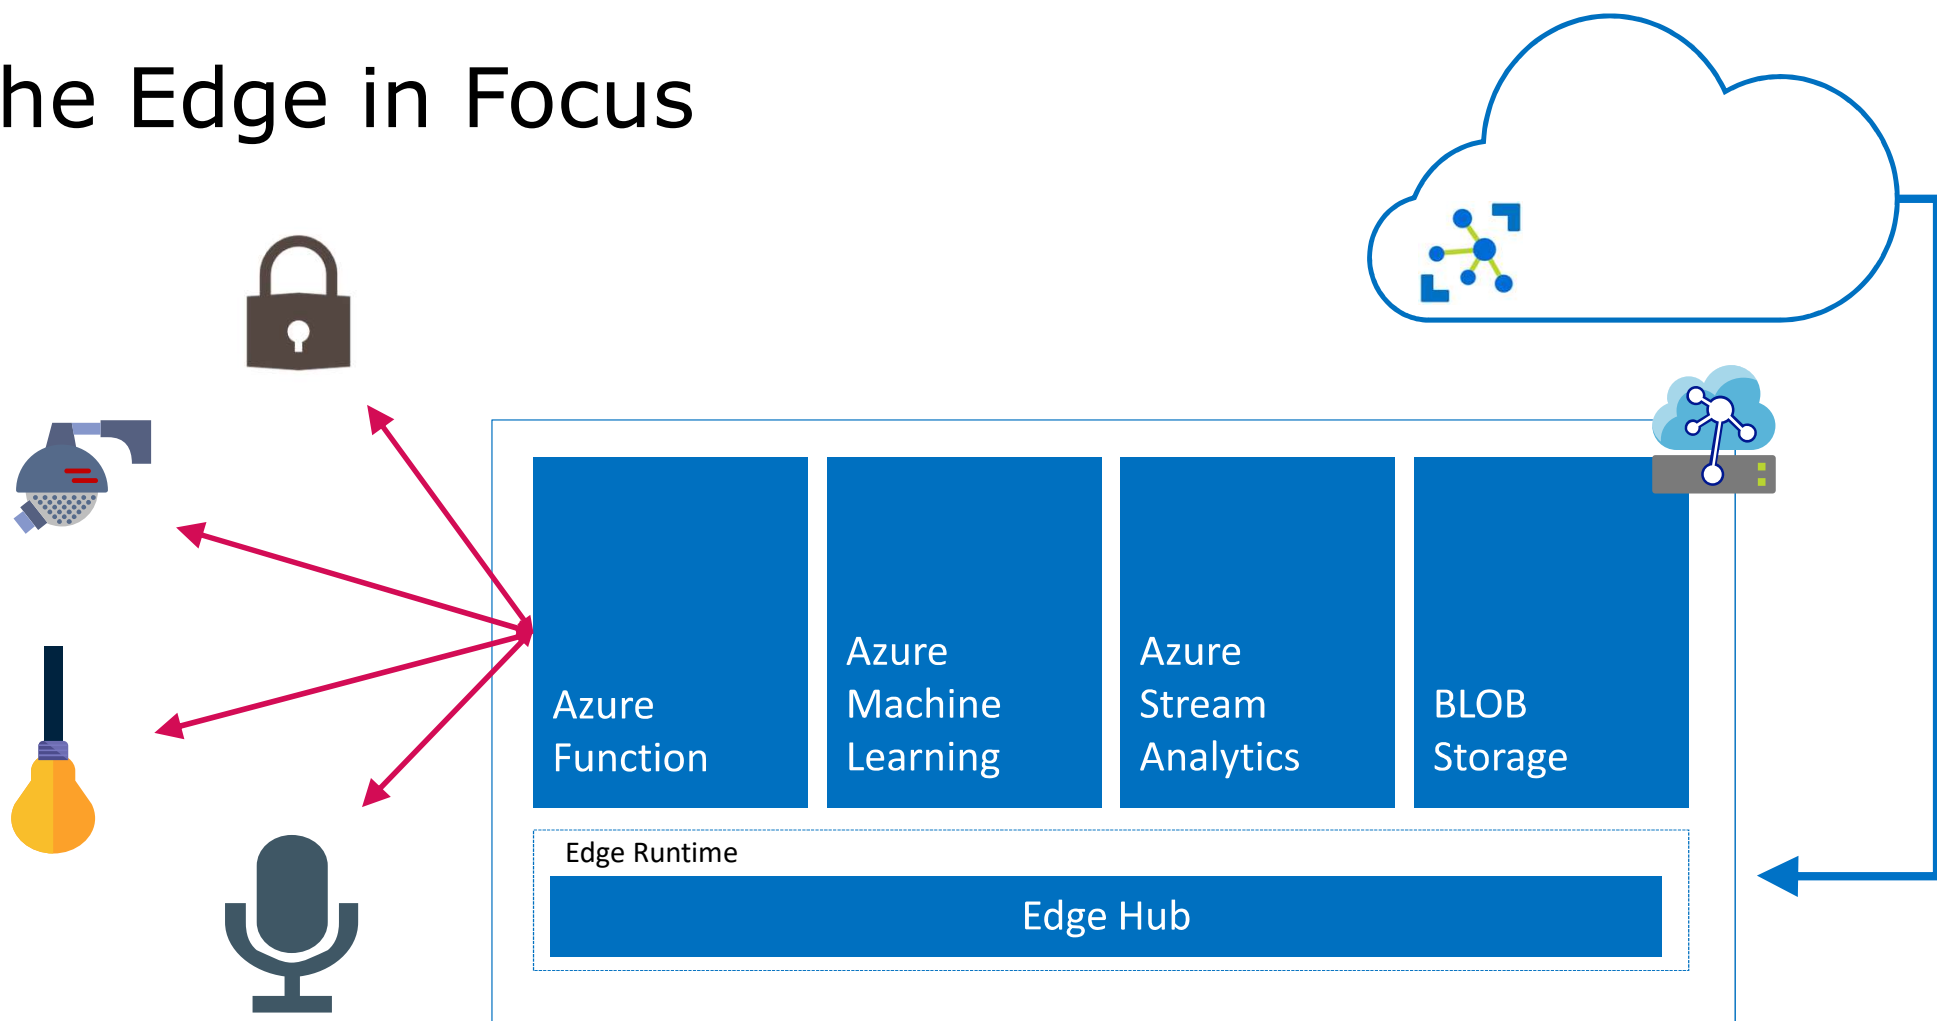 he Edge in Focus
Azure
Function
Azure
Machine
Learning
Azure
Stream
Analytics
BLOB
Storage
Edge Runtime
Edge Hub